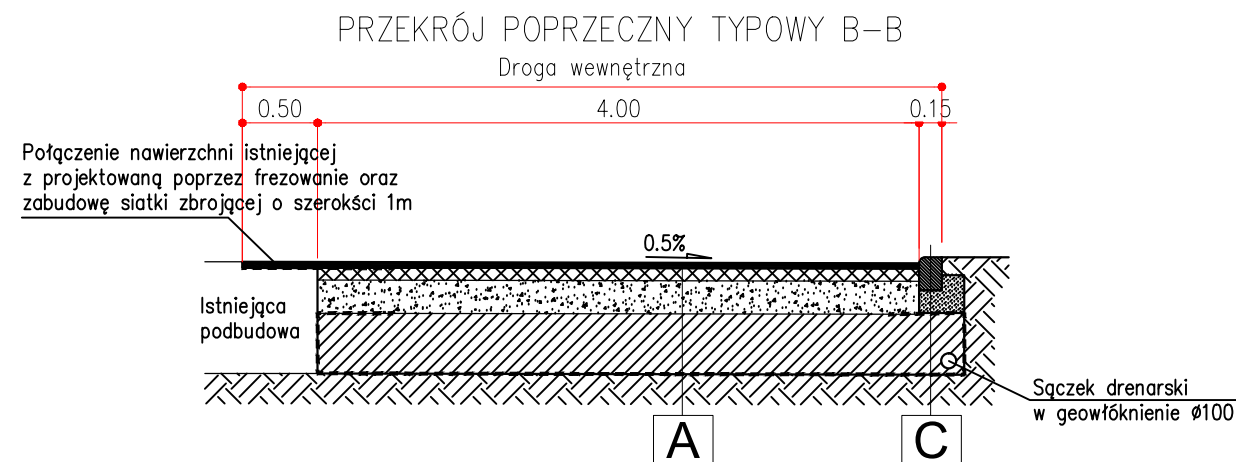 PRZEKRÓJ POPRZECZNY TYPOWY B-B
Droga wewnętrzna
0.50 4.00 0.15
Połączenie nawierzchni istniejącej
z projektowaną poprzez frezowanie oraz
zabudowę siatki zbrojącej o szerokści 1m
0.5%
Istniejąca
podbudowa
Sączek drenarski
w geowłóknienie Ø100
A C